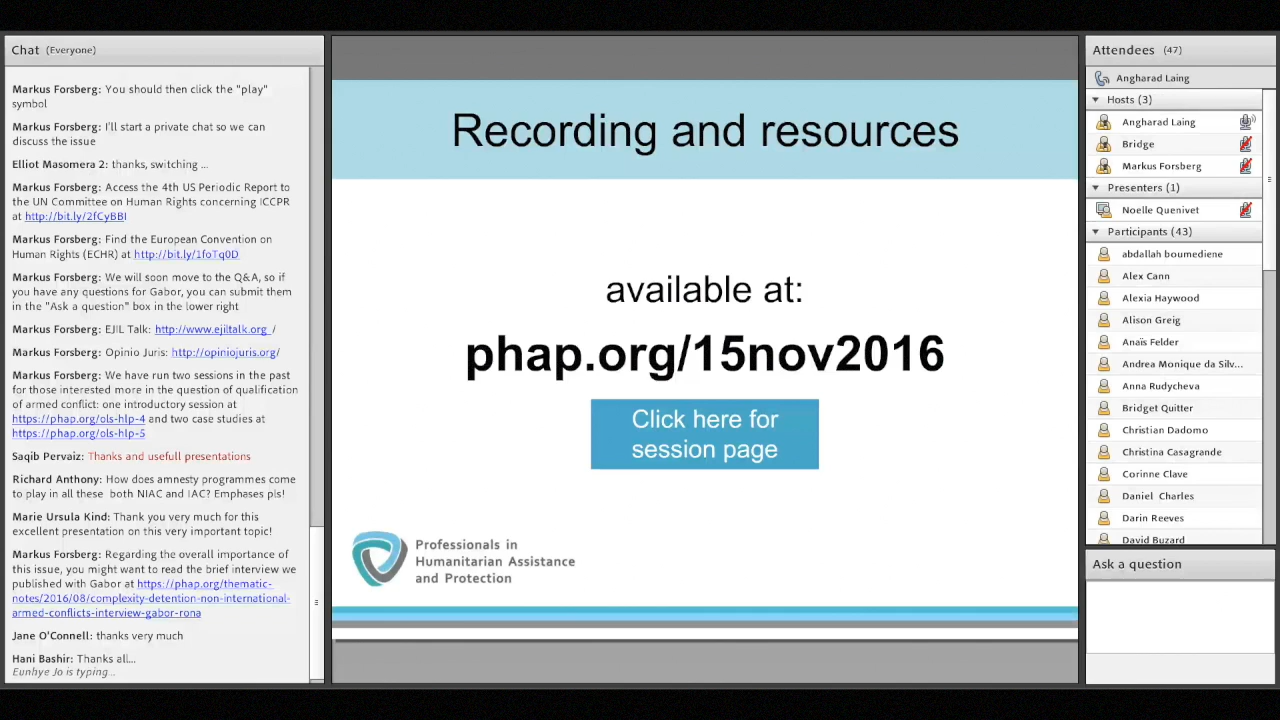 Chat (Everyone)
Markus Forsberg: You should then click the "play"
symbol
Markus Forsberg: I'll start a private chat so we can
discuss the issue
Elliot Masomera 2: thanks, switching ...
Markus Forsberg: Access the 4th US Periodic Report to
the UN Committee on Human Rights concerning ICCPR
at http://bit.ly/2fCyBBI
Markus Forsberg: Find the European Convention on
Human Rights (ECHR) at http://bit.ly/1foTq0D
Markus Forsberg: We will soon move to the Q&A, so if
you have any questions for Gabor, you can submit them
in the "Ask a question" box in the lower right
Markus Forsberg: EJIL Talk: http://www.ejiltalk.org /
Markus Forsberg: Opinio Juris: http://opiniojuris.org/
Markus Forsberg: We have run two sessions in the past
for those interested more in the question of qualification
of armed conflict: one introductory session at
https://phap.org/ols-hlp-4 and two case studies at
https://phap.org/ols-hlp-5
Saqib Pervaiz: Thanks and usefull presentations
Richard Anthony: How does amnesty programmes come
to play in all these both NIAC and IAC? Emphases pls!
Marie Ursula Kind: Thank you very much for this
excellent presentation on this very important topic!
Markus Forsberg: Regarding the overall importance of
this issue, you might want to read the brief interview we
published with Gabor at https://phap.org/thematic-
notes/2016/08/complexity-detention-non-international-
armed-conflicts-interview-gabor-rona
Jane O'Connell: thanks very much
Hani Bashir: Thanks all...
Eunhye Jo is typing...
Recording and resources
available at:
phap.org/15nov2016
Click here for
session page
Professionals in
Humanitarian Assistance
and Protection
Attendees (47)
Angharad Laing
Hosts (3)
Angharad Laing
Bridge
Markus Forsberg
Presenters (1)
Noelle Quenivet
Participants (43)
abdallah boumediene
Alex Cann
Alexia Haywood
Alison Greig
Anaïs Felder
Andrea Monique da Silv...
Anna Rudycheva
Bridget Quitter
Christian Dadomo
Christina Casagrande
Corinne Clave
Daniel Charles
Darin Reeves
David Buzard
Ask a question